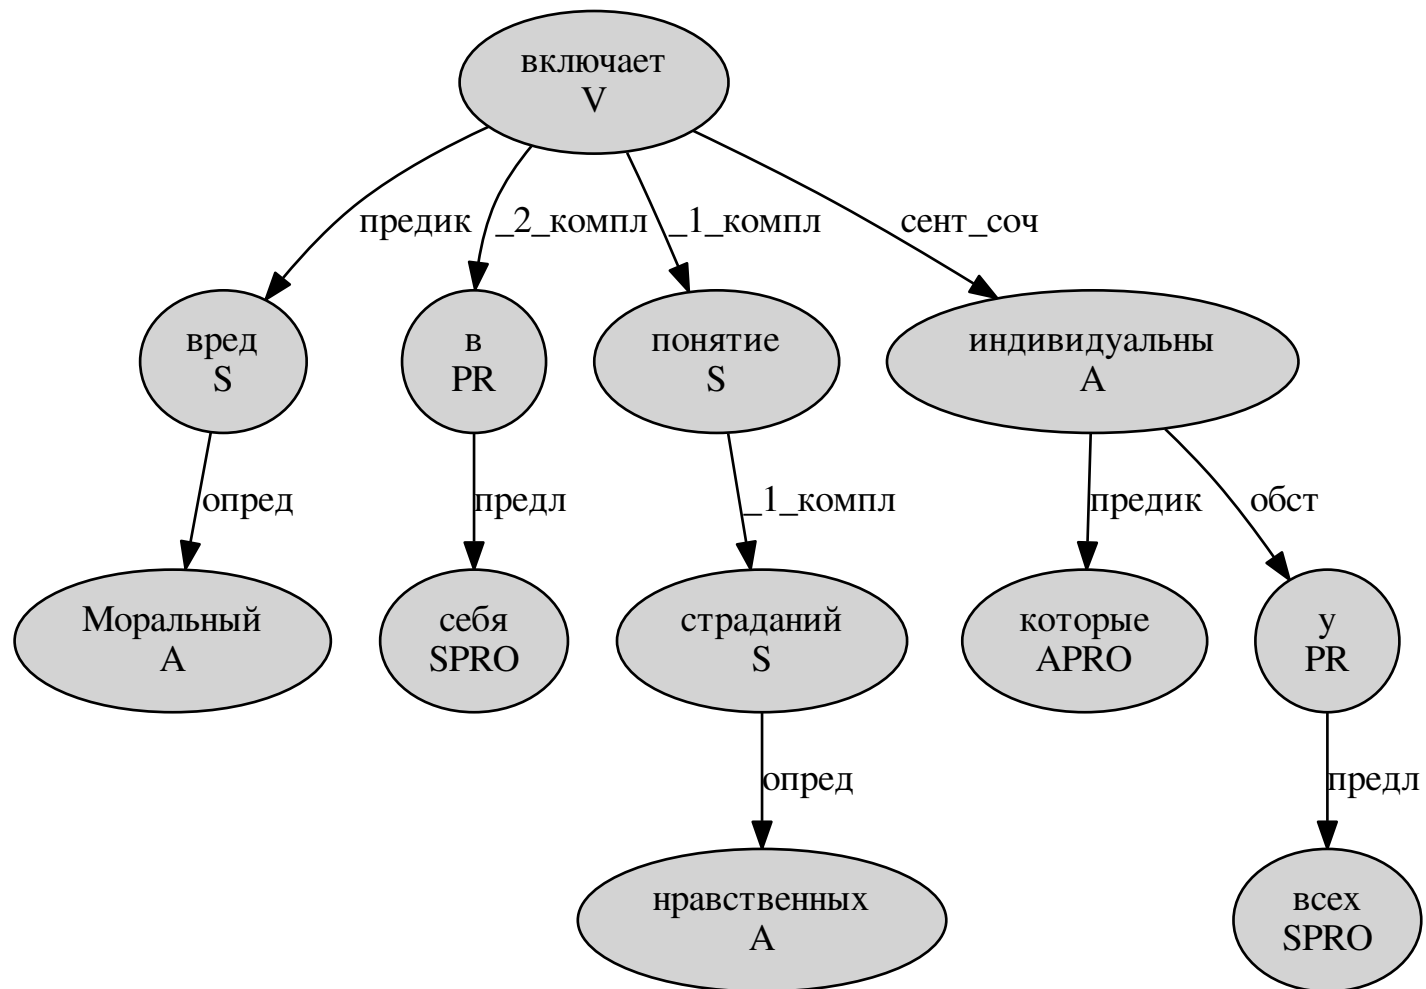 включает
V
предик
_2_компл
_1_компл
сент_соч
вред
S
в
PR
понятие
S
индивидуальны
A
опред
предл
_1_компл
предик
обст
Моральный
A
себя
SPRO
страданий
S
которые
APRO
у
PR
опред
предл
нравственных
A
всех
SPRO